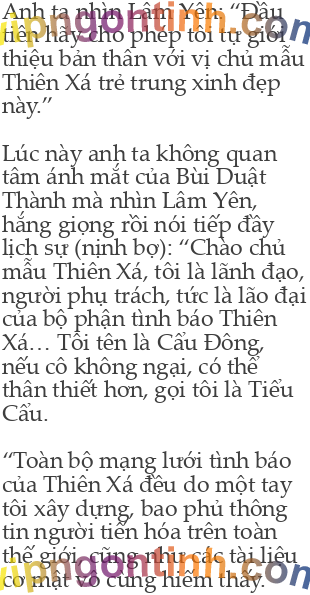 Anh ta nhìn Lâm Yên: “Đầu
tiên hãy cho phép tôi tự giới
thiệu bản thân với vị chủ mẫu
Thiên Xá trẻ trung xinh đẹp
này.”
Lúc này anh ta không quan
tâm ánh mắt của Bùi Duật
Thành mà nhìn Lâm Yên,
hắng giọng rồi nói tiếp đầy
lịch sự (nịnh bợ): “Chào chủ
mẫu Thiên Xá, tôi là lãnh đạo,
người phụ trách, tức là lão đại
của bộ phận tình báo Thiên
Xá… Tôi tên là Cẩu Đông,
nếu cô không ngại, có thể
thân thiết hơn, gọi tôi là Tiểu
Cẩu.
“Toàn bộ mạng lưới tình báo
của Thiên Xá đều do một tay
tôi xây dựng, bao phủ thông
tin người tiến hóa trên toàn
thế giới, cũng như các tài liệu
cơ mật vô cùng hiếm thấy.
vipngontinh.com
vipngontinh.com